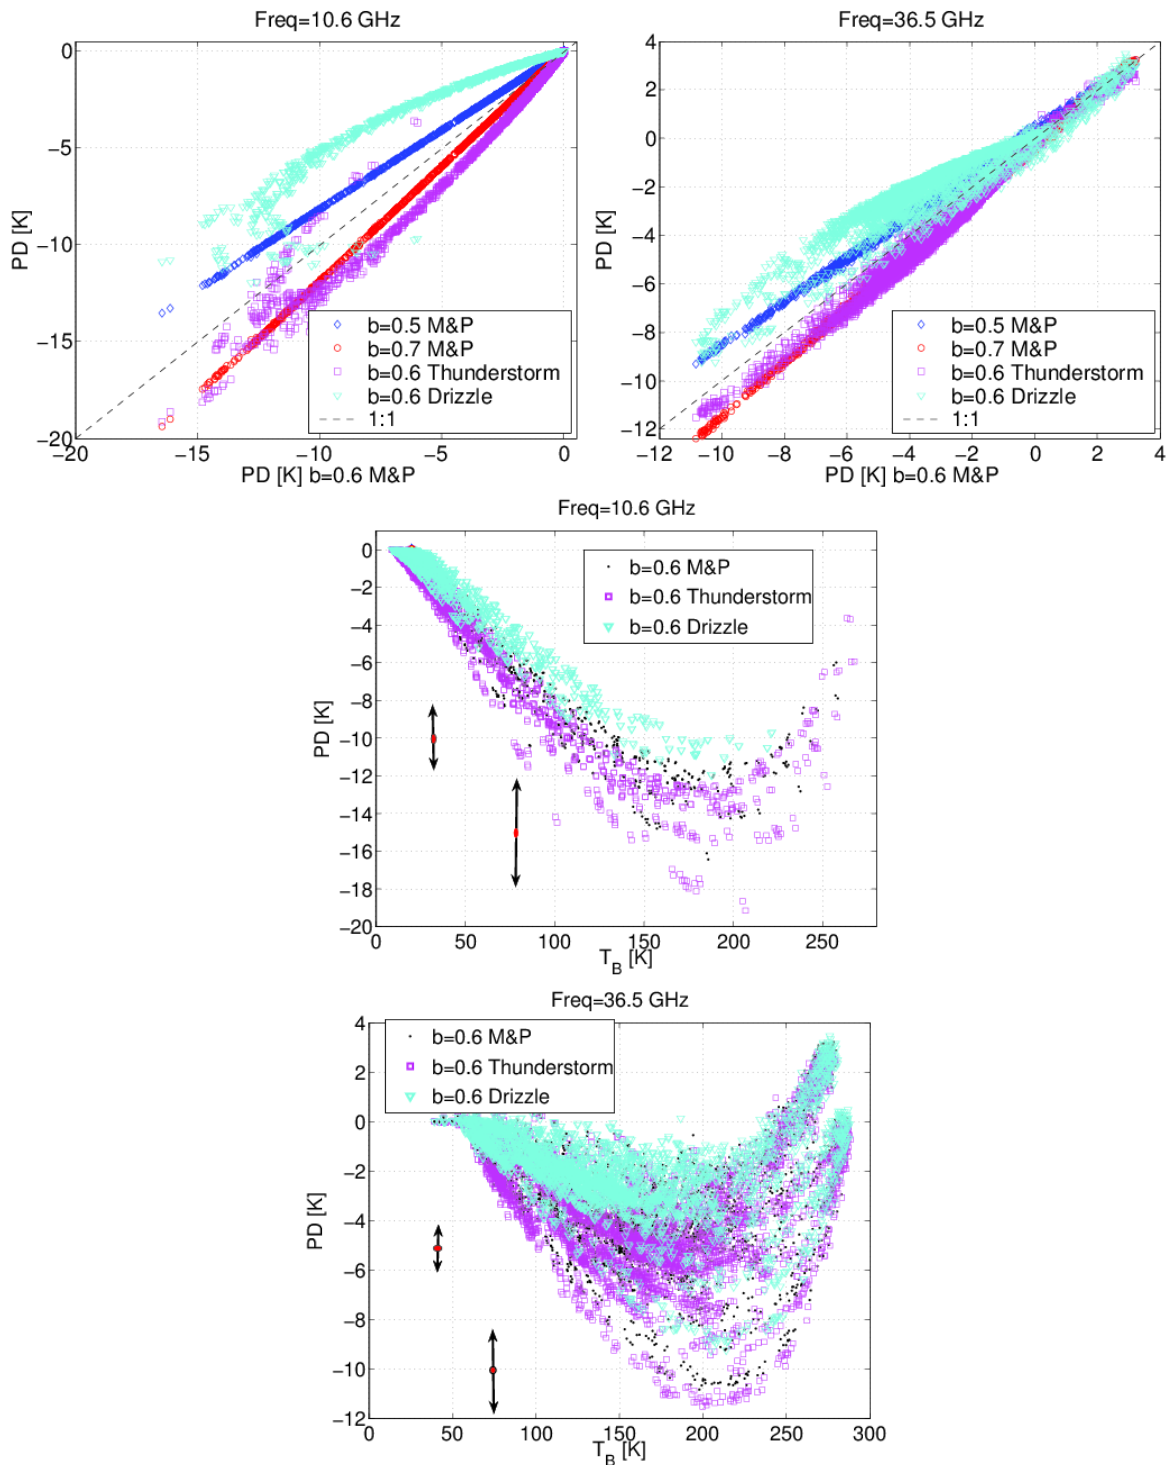 Freq=10.6 GHz
0
−5
−10
−15
−20
PD [K]
b=0.5 M&P
b=0.7 M&P
b=0.6 Thunderstorm
b=0.6 Drizzle
1:1
−20 −15 −10 −5 0
PD [K] b=0.6 M&P
Freq=36.5 GHz
4
2
0
−2
−4
−6
−8
−10
−12
PD [K]
b=0.5 M&P
b=0.7 M&P
b=0.6 Thunderstorm
b=0.6 Drizzle
1:1
−12 −10 −8 −6 −4 −2 0 2 4
PD [K] b=0.6 M&P
Freq=10.6 GHz
0
−2
−4
−6
−8
−10
−12
−14
−16
−18
−20
PD [K]
b=0.6 M&P
b=0.6 Thunderstorm
b=0.6 Drizzle
0 50 100 150 200 250
T_B [K]
Freq=36.5 GHz
4
2
0
−2
−4
−6
−8
−10
−12
PD [K]
b=0.6 M&P
b=0.6 Thunderstorm
b=0.6 Drizzle
0 50 100 150 200 250 300
T_B [K]